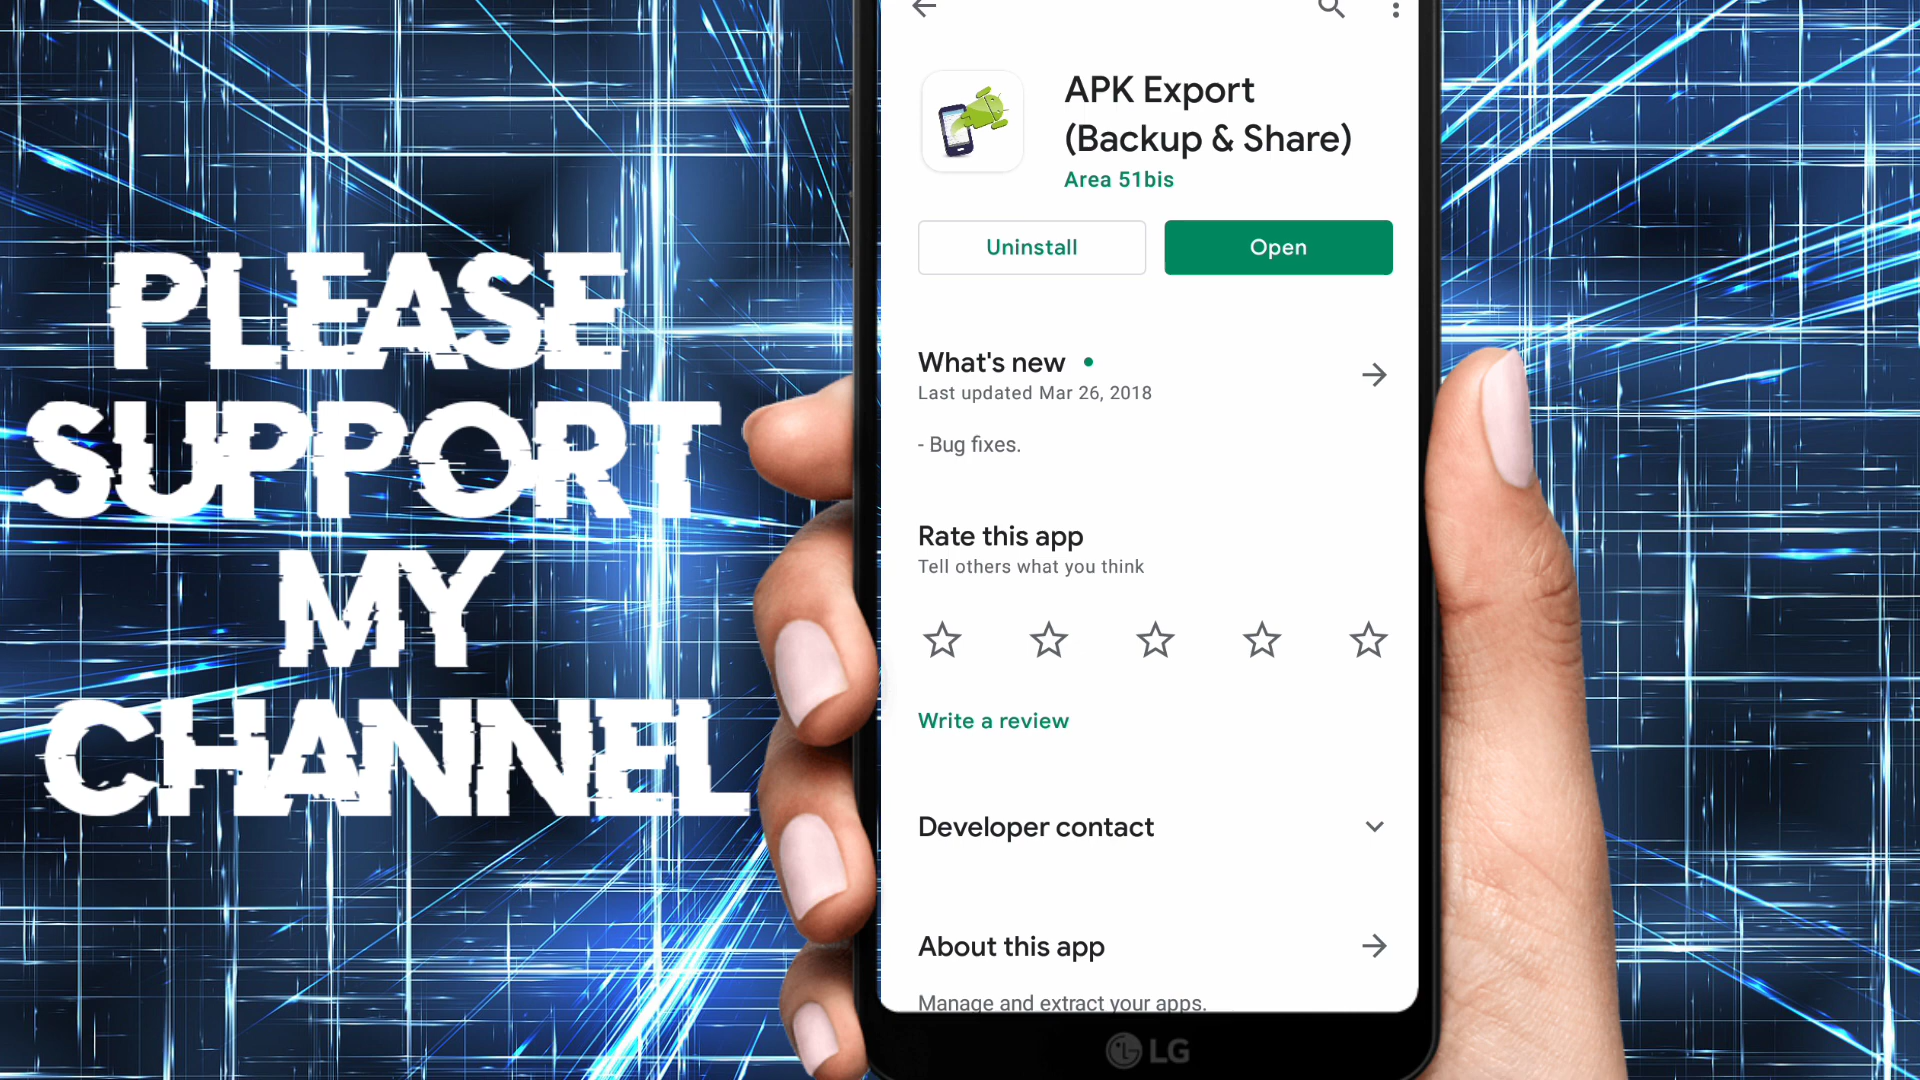 PLEASE
SUPPORT
MY
CHANNEL
APK Export
(Backup & Share)
Area 51bis
Uninstall
Open
What's new
Last updated Mar 26, 2018
- Bug fixes.
Rate this app
Tell others what you think
Write a review
Developer contact
About this app
Manage and extract your apps.
LG